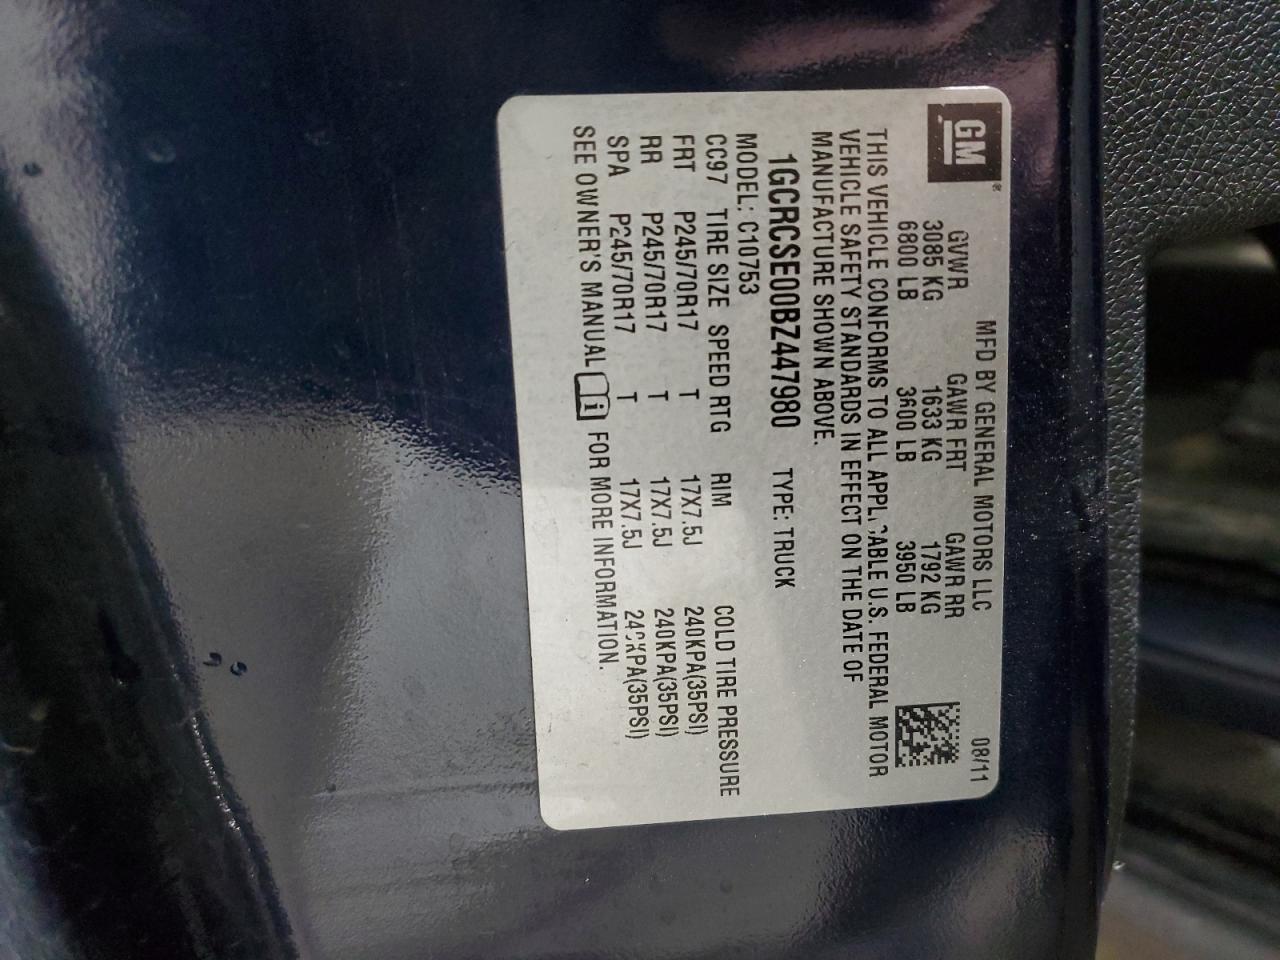 GM
MFD BY GENERAL MOTORS LLC 08/11
GVWR GAWR FRT GAWR RR
3085 KG 1633 KG 1792 KG
6800 LB 3600 LB 3950 LB
THIS VEHICLE CONFORMS TO ALL APPLICABLE U.S. FEDERAL MOTOR
VEHICLE SAFETY STANDARDS IN EFFECT ON THE DATE OF
MANUFACTURE SHOWN ABOVE.
1GCRCSE00BZ447980 TYPE: TRUCK
MODEL: C10753
CC97 TIRE SIZE SPEED RTG RIM COLD TIRE PRESSURE
FRT P245/70R17 T 17X7.5J 240KPA(35PSI)
RR P245/70R17 T 17X7.5J 240KPA(35PSI)
SPA P245/70R17 T 17X7.5J 240KPA(35PSI)
SEE OWNER'S MANUAL FOR MORE INFORMATION.